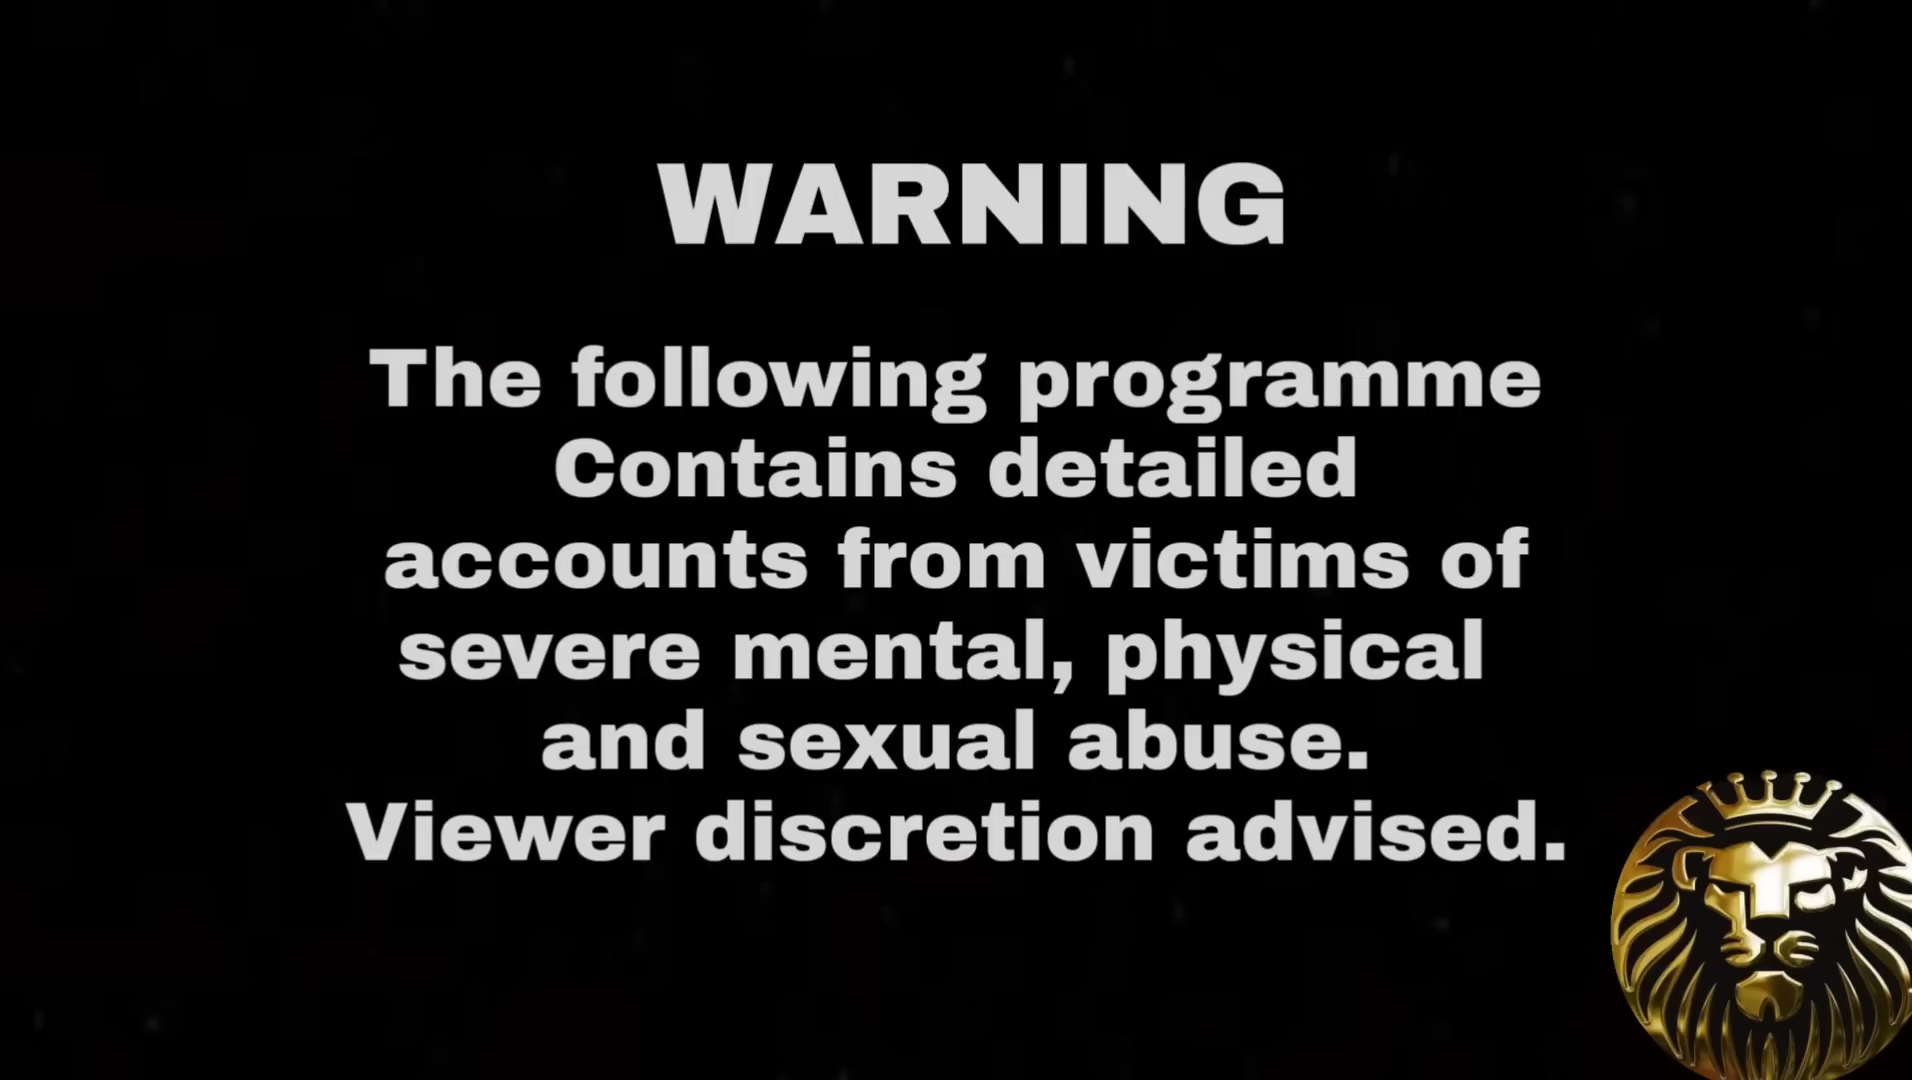 WARNING
The following programme
Contains detailed
accounts from victims of
severe mental, physical
and sexual abuse.
Viewer discretion advised.